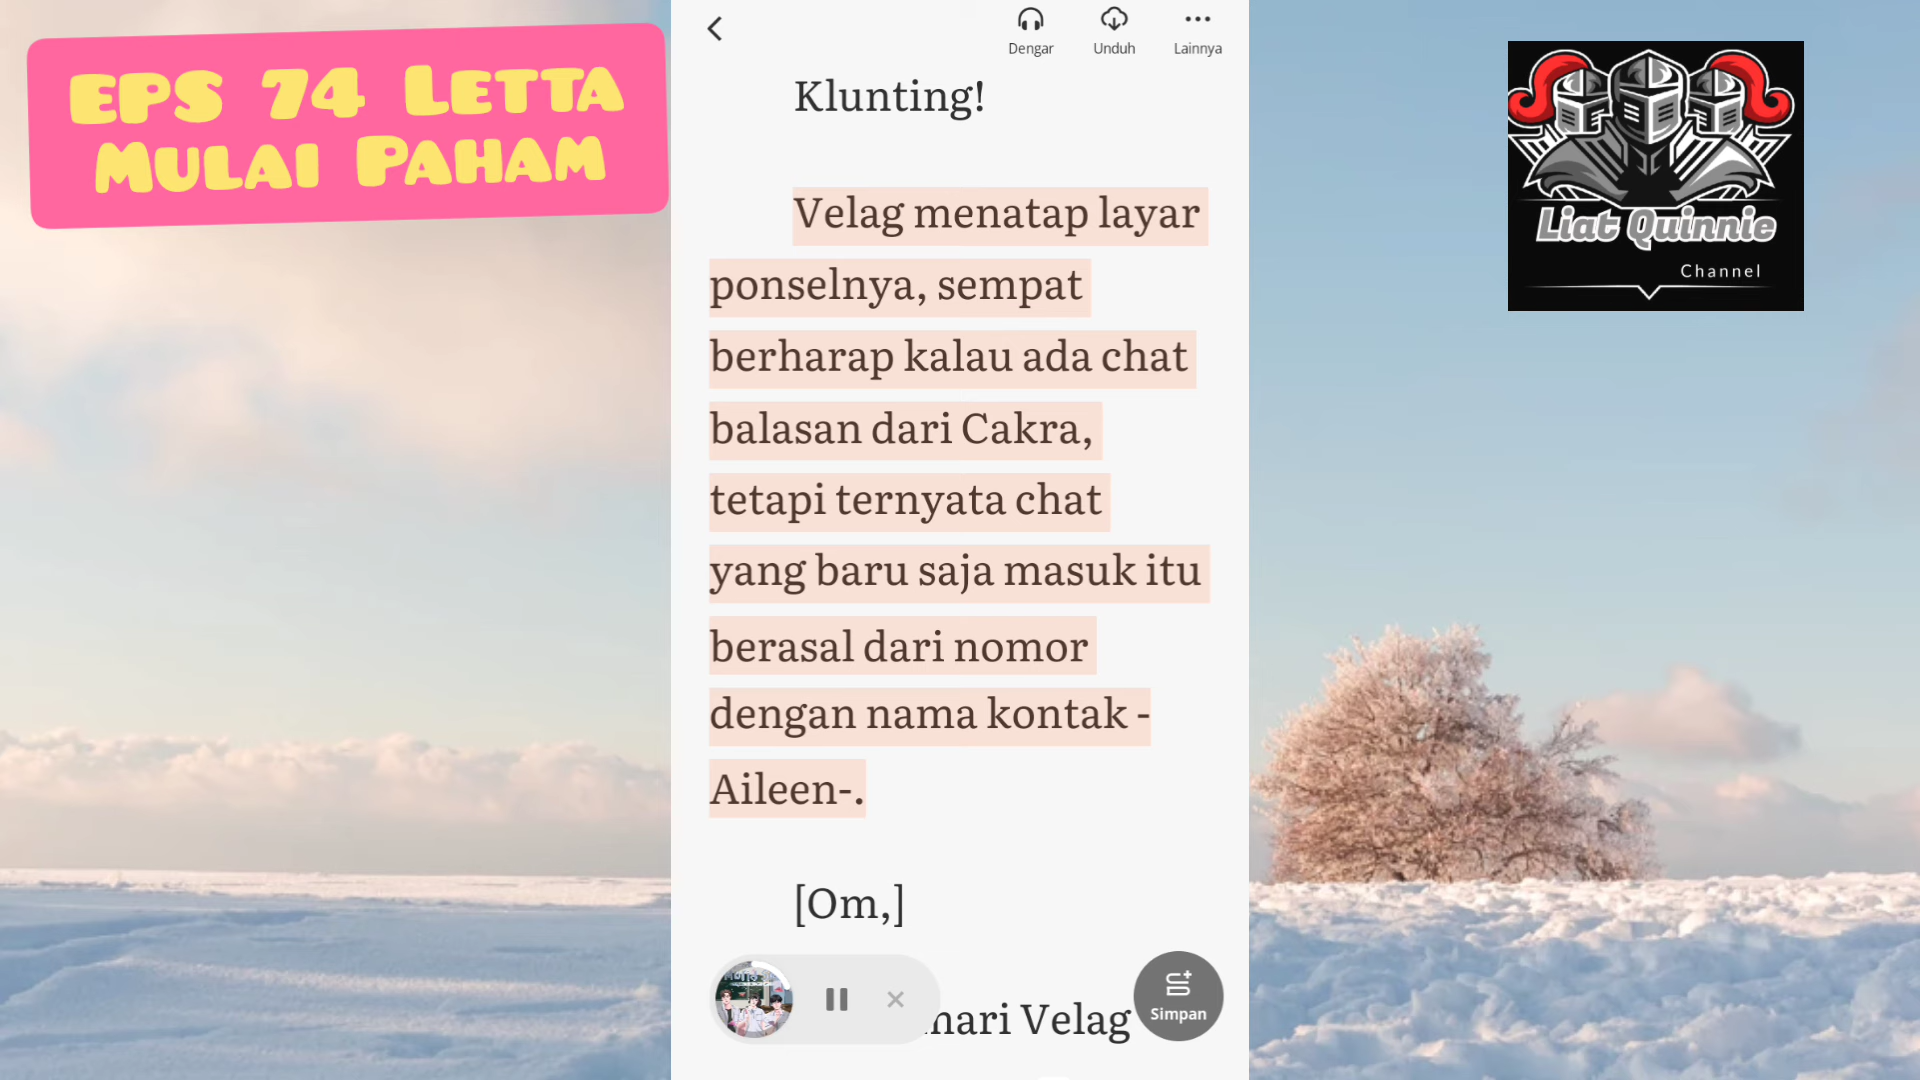 EPS 74 LETTA
MULAI PAHAM
Dengar
Unduh
Lainnya
Klunting!
Velag menatap layar
ponselnya, sempat
berharap kalau ada chat
balasan dari Cakra,
tetapi ternyata chat
yang baru saja masuk itu
berasal dari nomor
dengan nama kontak -
Aileen-.
[Om,]
Velag
Simpan
Liat Quinnie
Channel